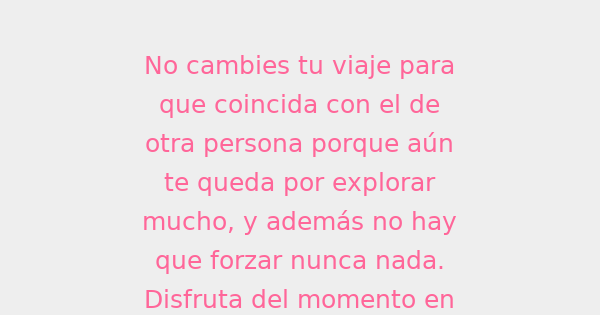 No cambies tu viaje para
que coincida con el de
otra persona porque aún
te queda por explorar
mucho, y además no hay
que forzar nunca nada.
Disfruta del momento en